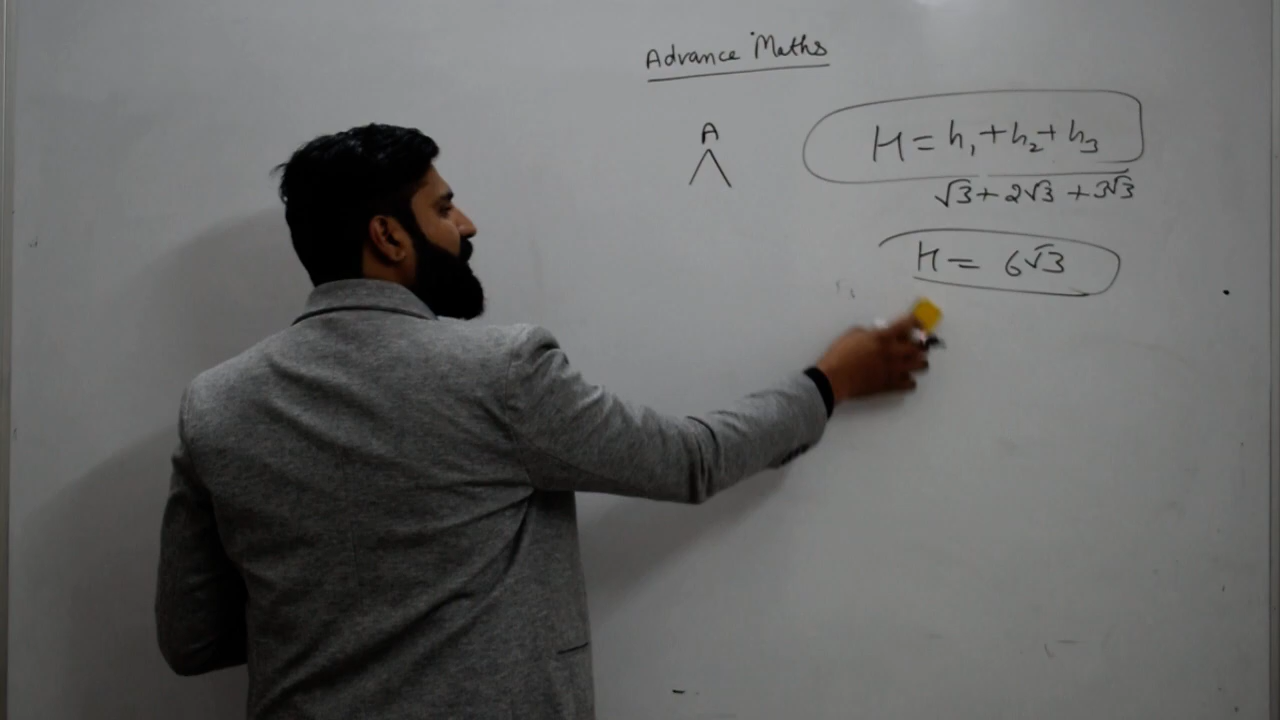 Advance Maths
A
H = h₁ + h₂ + h₃
√3 + 2√3 + 3√3
H = 6√3